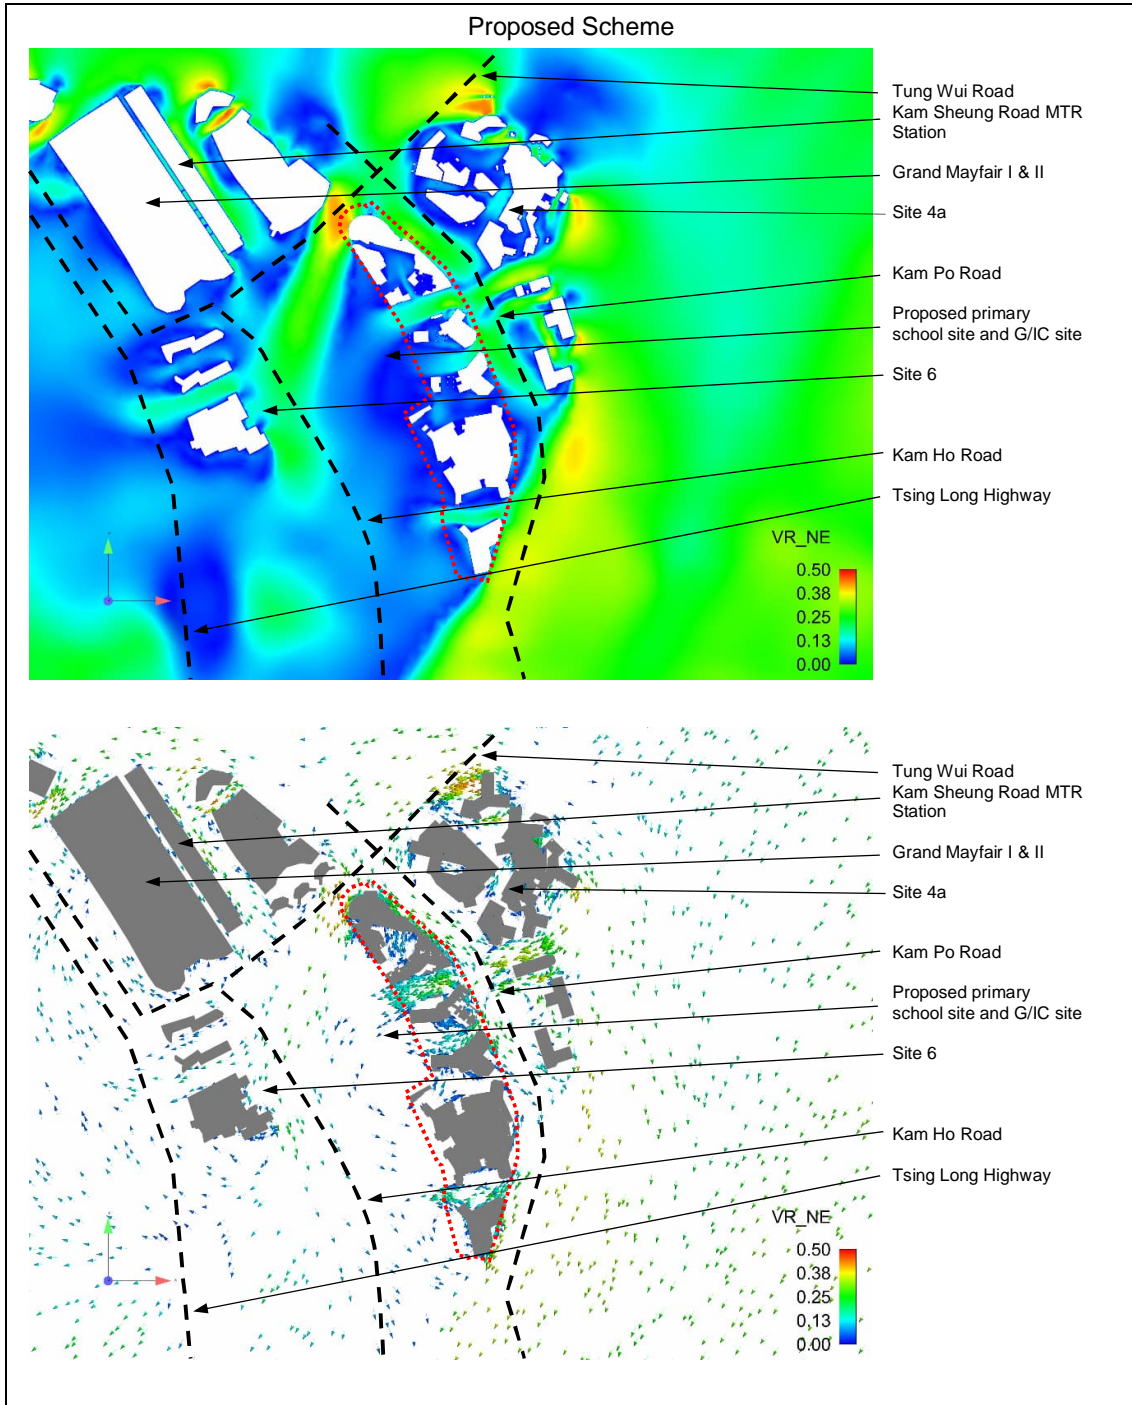 Proposed Scheme
Tung Wui Road
Kam Sheung Road MTR
Station
Grand Mayfair I & II
Site 4a
Kam Po Road
Proposed primary
school site and G/IC site
Site 6
Kam Ho Road
Tsing Long Highway
VR_NE
0.50
0.38
0.25
0.13
0.00
Tung Wui Road
Kam Sheung Road MTR
Station
Grand Mayfair I & II
Site 4a
Kam Po Road
Proposed primary
school site and G/IC site
Site 6
Kam Ho Road
Tsing Long Highway
VR_NE
0.50
0.38
0.25
0.13
0.00